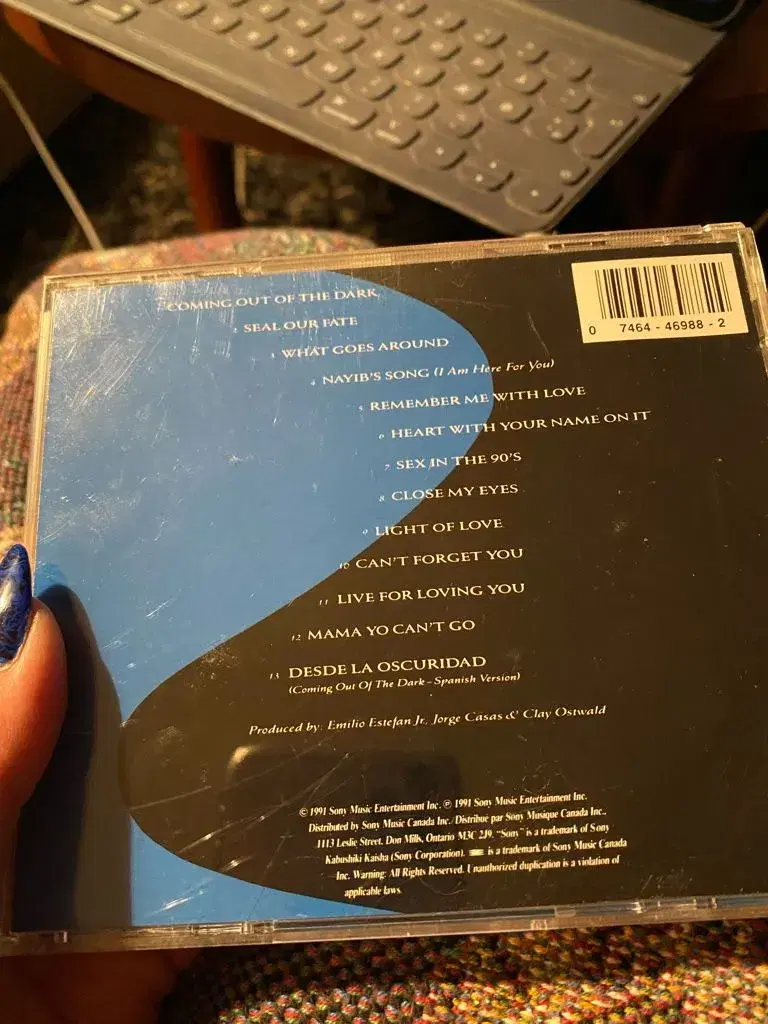 1 COMING OUT OF THE DARK
2 SEAL OUR FATE
3 WHAT GOES AROUND
4 NAYIB'S SONG (I Am Here For You)
5 REMEMBER ME WITH LOVE
6 HEART WITH YOUR NAME ON IT
7 SEX IN THE 90'S
8 CLOSE MY EYES
9 LIGHT OF LOVE
10 CAN'T FORGET YOU
11 LIVE FOR LOVING YOU
12 MAMA YO CAN'T GO
13 DESDE LA OSCURIDAD
(Coming Out Of The Dark - Spanish Version)
Produced by: Emilio Estefan Jr., Jorge Casas & Clay Ostwald
© 1991 Sony Music Entertainment Inc. ℗ 1991 Sony Music Entertainment Inc.
Distributed by Sony Music Canada Inc./Distribué par Sony Musique Canada Inc.,
1113 Leslie Street, Don Mills, Ontario M3C 2J9. "Sony" is a trademark of Sony
Kabushiki Kaisha (Sony Corporation). is a trademark of Sony Music Canada
Inc. Warning: All Rights Reserved. Unauthorized duplication is a violation of
applicable laws.
0 7464-46988-2